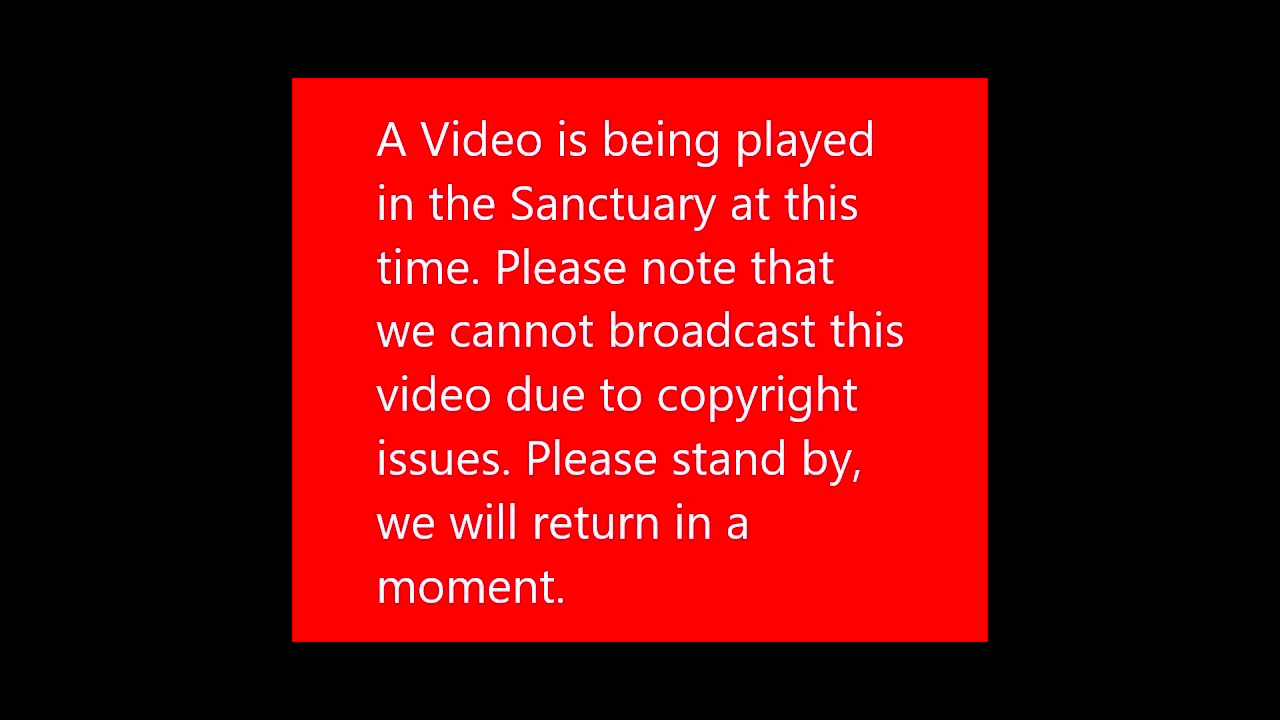 A Video is being played
in the Sanctuary at this
time. Please note that
we cannot broadcast this
video due to copyright
issues. Please stand by,
we will return in a
moment.